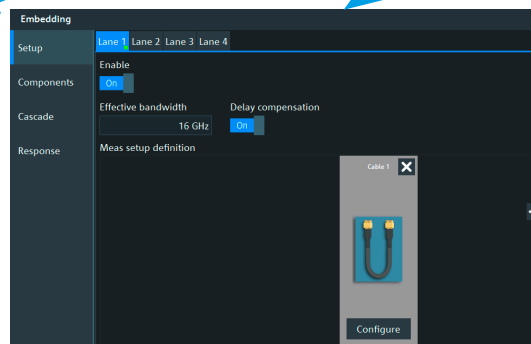 Embedding
Setup
Components
Cascade
Response
Lane 1 Lane 2 Lane 3 Lane 4
Enable
On
Effective bandwidth Delay compensation
16 GHz On
Meas setup definition
Cable 1
Configure